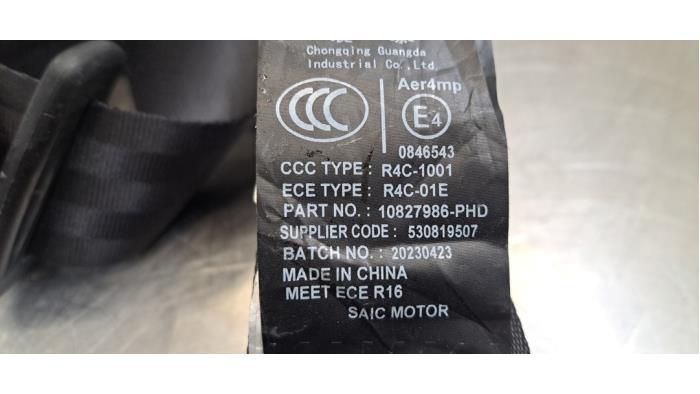 Chongqing Guangda
Industrial Co.,Ltd.
CCC
Aer4mp
E4
0846543
CCC TYPE : R4C-1001
ECE TYPE : R4C-01E
PART NO. : 10827986-PHD
SUPPLIER CODE : 530819507
BATCH NO. : 20230423
MADE IN CHINA
MEET ECE R16
SAIC MOTOR